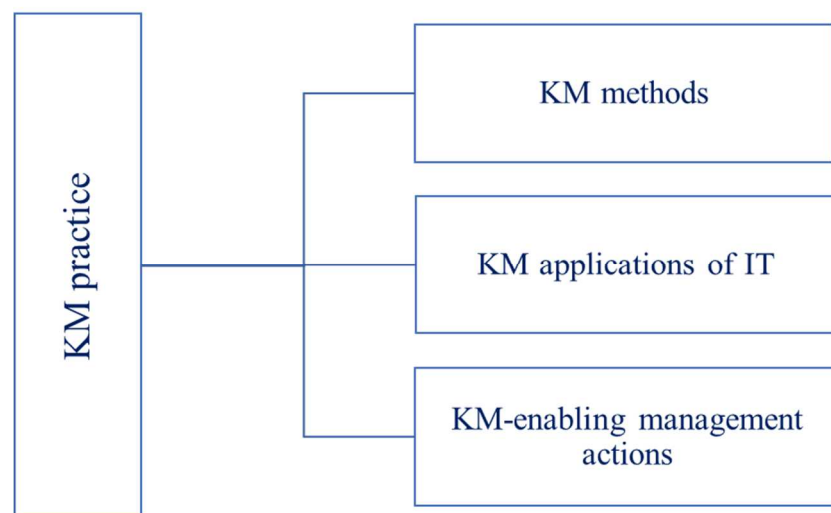 KM practice
KM methods
KM applications of IT
KM-enabling management
actions